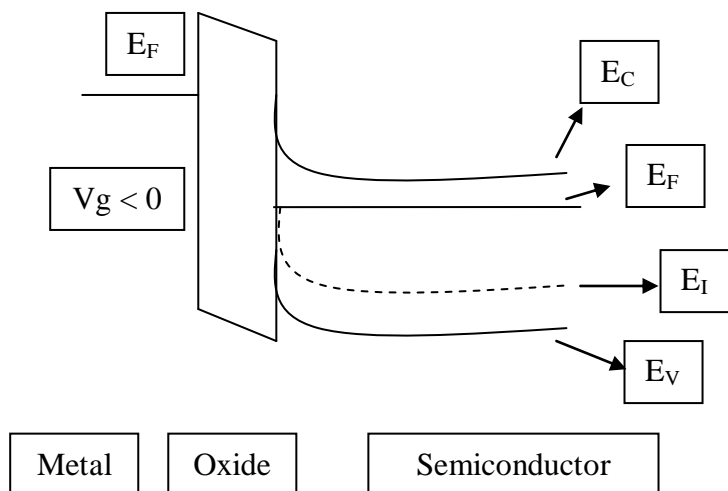 E_F
E_C
Vg < 0
E_F
E_I
E_V
Metal
Oxide
Semiconductor